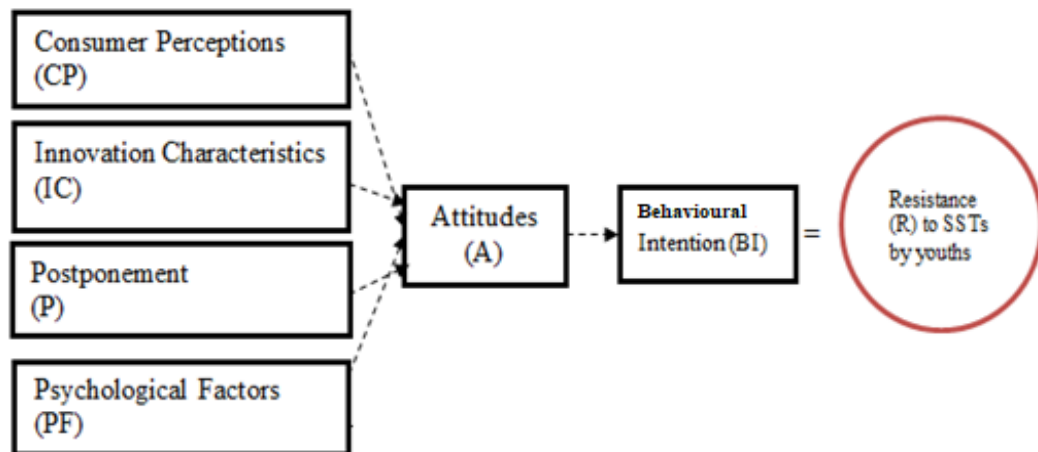 Consumer Perceptions
(CP)
Innovation Characteristics
(IC)
Postponement
(P)
Psychological Factors
(PF)
Attitudes
(A)
Behavioural
Intention (BI)
=
Resistance
(R) to SSTs
by youths